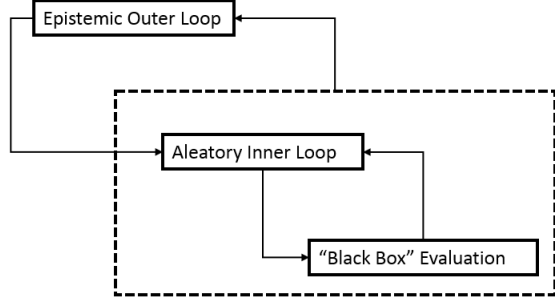 Epistemic Outer Loop
Aleatory Inner Loop
“Black Box” Evaluation